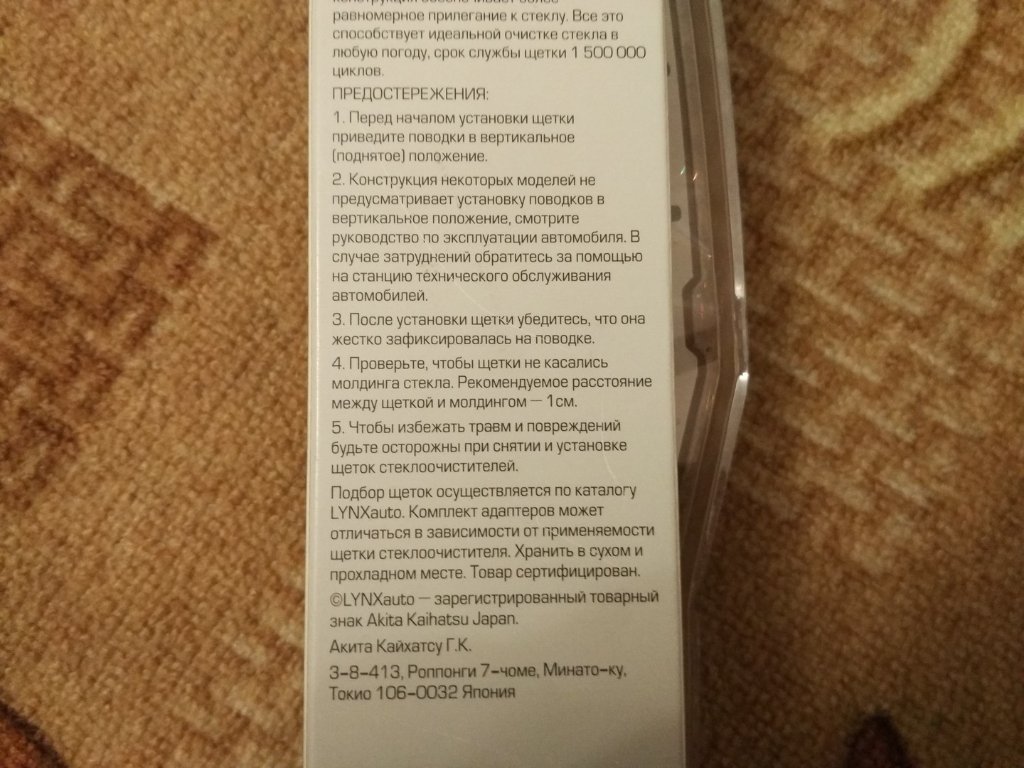 конструкция обеспечивает более
равномерное прилегание к стеклу. Все это
способствует идеальной очистке стекла в
любую погоду, срок службы щетки 1 500 000
циклов.
ПРЕДОСТЕРЕЖЕНИЯ:
1. Перед началом установки щетки
приведите поводки в вертикальное
(поднятое) положение.
2. Конструкция некоторых моделей не
предусматривает установку поводков в
вертикальное положение, смотрите
руководство по эксплуатации автомобиля. В
случае затруднений обратитесь за помощью
на станцию технического обслуживания
автомобилей.
3. После установки щетки убедитесь, что она
жестко зафиксировалась на поводке.
4. Проверьте, чтобы щетки не касались
молдинга стекла. Рекомендуемое расстояние
между щеткой и молдингом — 1см.
5. Чтобы избежать травм и повреждений
будьте осторожны при снятии и установке
щеток стеклоочистителей.
Подбор щеток осуществляется по каталогу
LYNXauto. Комплект адаптеров может
отличаться в зависимости от применяемости
щетки стеклоочистителя. Хранить в сухом и
прохладном месте. Товар сертифицирован.
©LYNXauto — зарегистрированный товарный
знак Akita Kaihatsu Japan.
Акита Кайхатсу Г.К.
3-8-413, Роппонги 7-чоме, Минато-ку,
Токио 106-0032 Япония